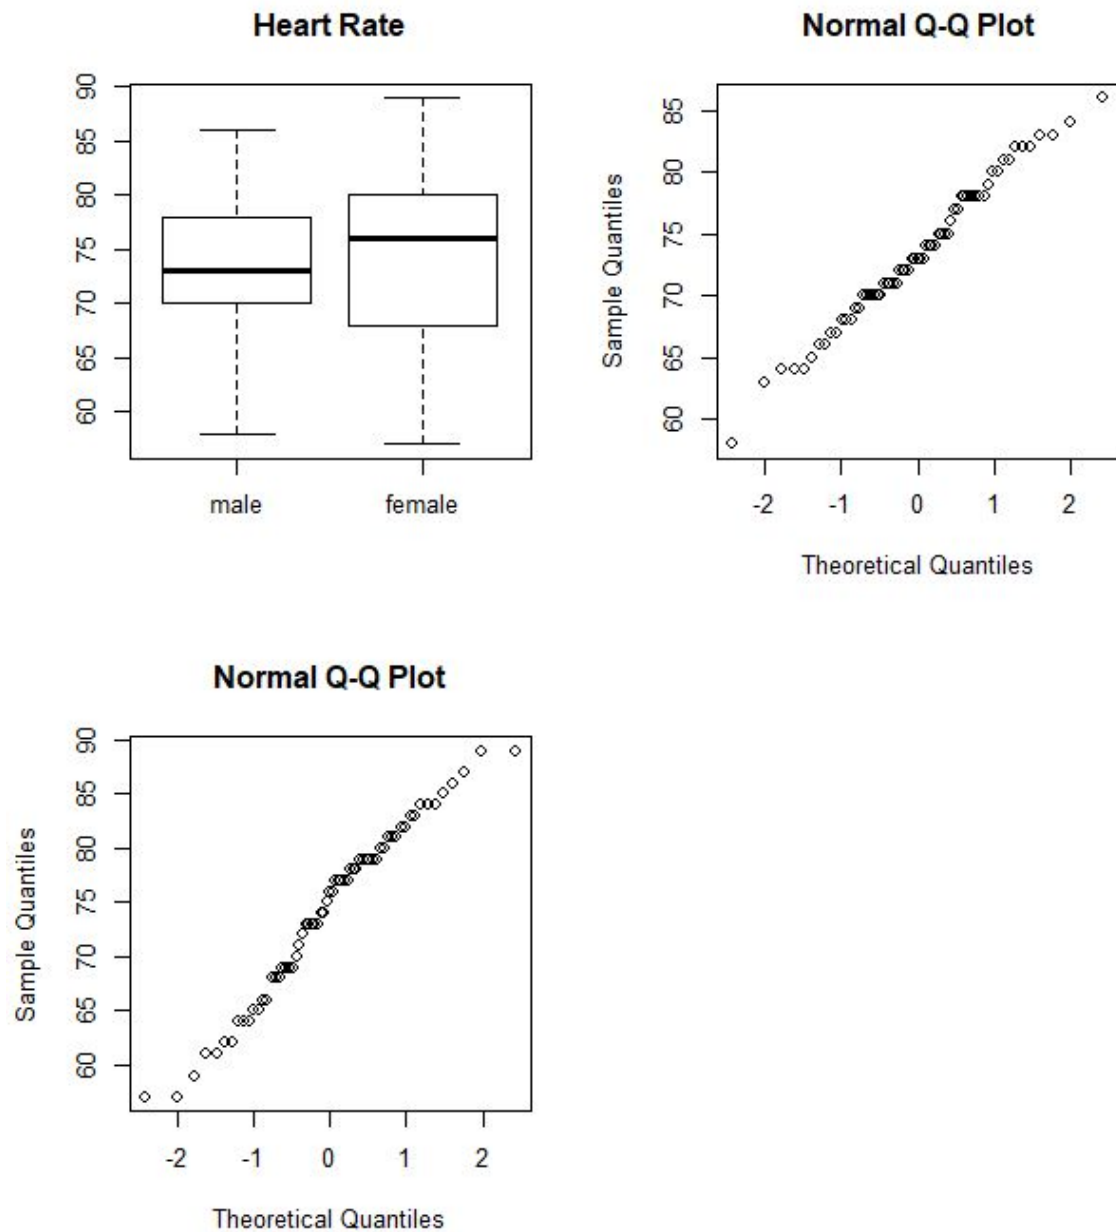 Heart Rate
90
85
80
75
70
65
60
male female
Normal Q-Q Plot
Sample Quantiles
85
80
75
70
65
60
-2 -1 0 1 2
Theoretical Quantiles
Normal Q-Q Plot
Sample Quantiles
90
85
80
75
70
65
60
-2 -1 0 1 2
Theoretical Quantiles